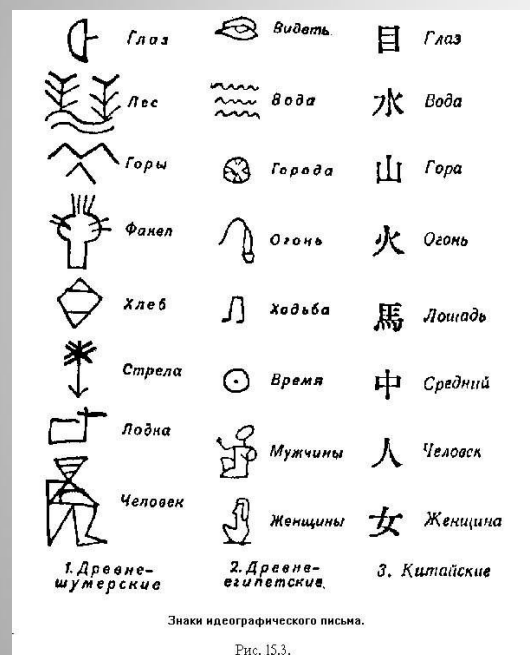 Глаз
Лес
Горы
Факел
Хлеб
Стрела
Лодка
Человек
1. Древне-
шумерские
Видеть.
Вода
Города
Огонь
Ходьба
Время
Мужчины
Женщины
2. Древне-
египетские.
目 Глаз
水 Вода
山 Гора
火 Огонь
馬 Лошадь
中 Средний
人 Человек
女 Женщина
3. Китайские
Знаки идеографического письма.
Рис. 15.3.